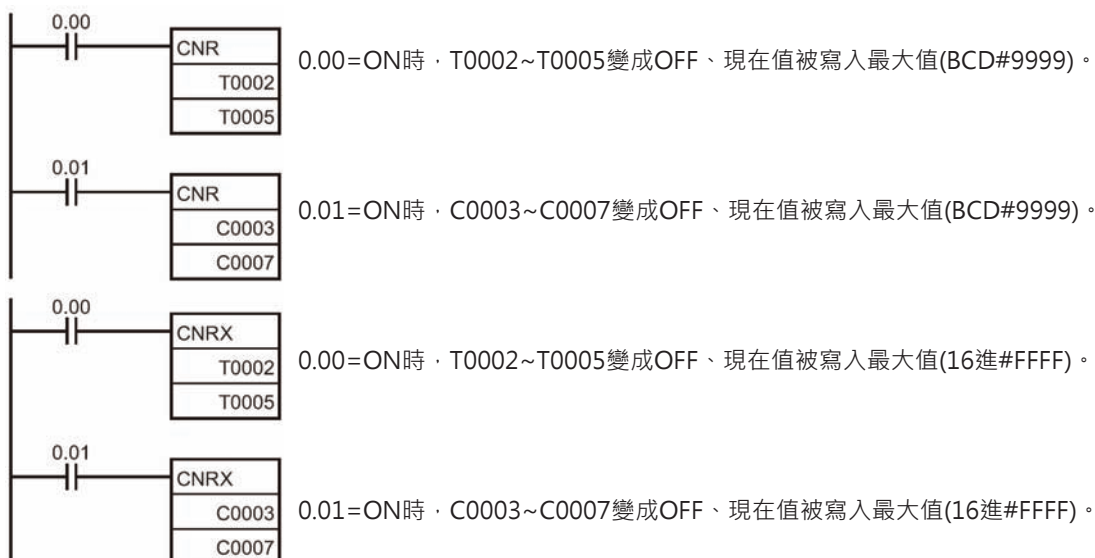 0.00
CNR
T0002
T0005
0.00=ON時，T0002~T0005變成OFF、現在值被寫入最大值(BCD#9999)。
0.01
CNR
C0003
C0007
0.01=ON時，C0003~C0007變成OFF、現在值被寫入最大值(BCD#9999)。
0.00
CNRX
T0002
T0005
0.00=ON時，T0002~T0005變成OFF、現在值被寫入最大值(16進#FFFF)。
0.01
CNRX
C0003
C0007
0.01=ON時，C0003~C0007變成OFF、現在值被寫入最大值(16進#FFFF)。